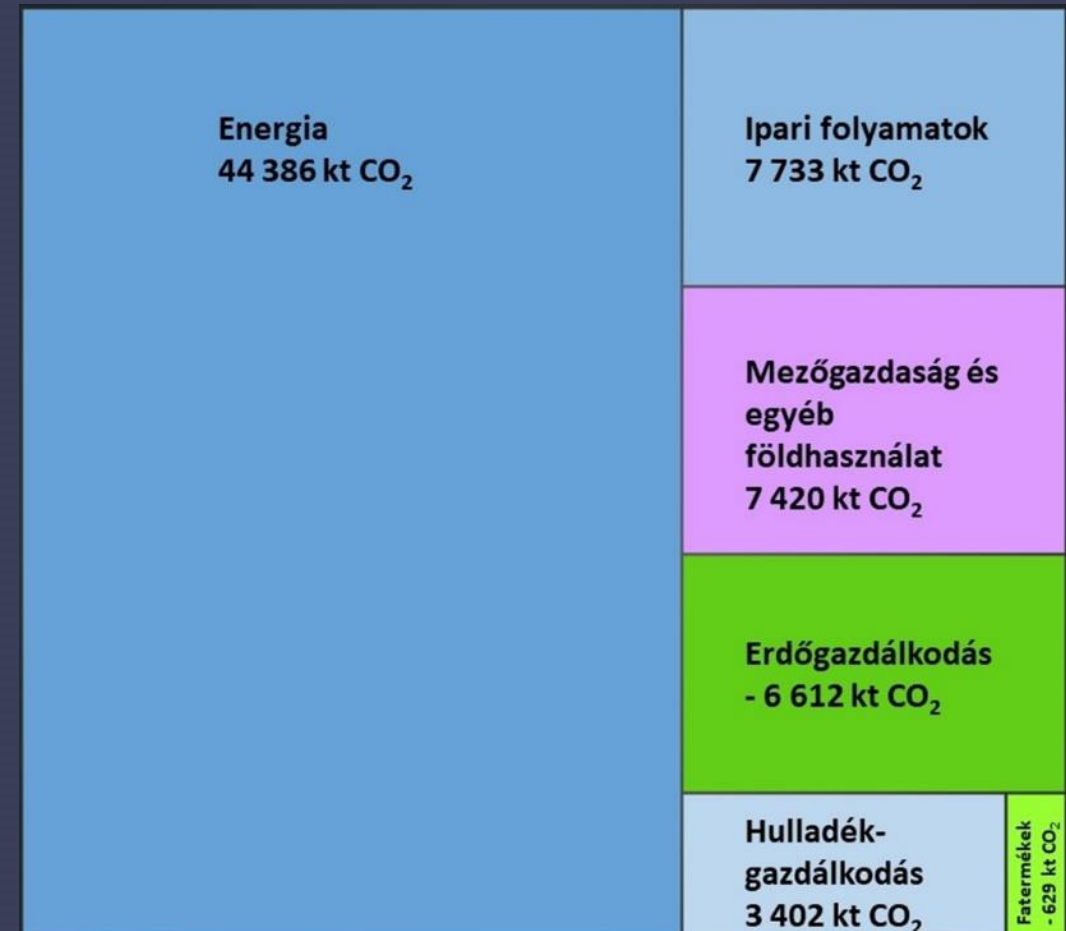 Energia
44 386 kt CO₂
Ipari folyamatok
7 733 kt CO₂
Mezőgazdaság és
egyéb
földhasználat
7 420 kt CO₂
Erdőgazdálkodás
- 6 612 kt CO₂
Hulladék-
gazdálkodás
3 402 kt CO₂
Fatermékek
- 629 kt CO₂